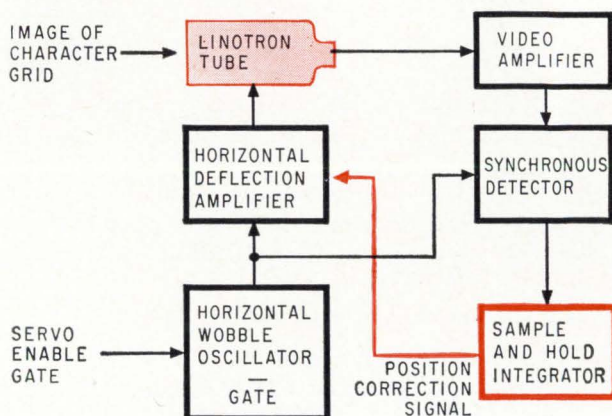 IMAGE OF
CHARACTER
GRID
LINOTRON
TUBE
VIDEO
AMPLIFIER
HORIZONTAL
DEFLECTION
AMPLIFIER
SYNCHRONOUS
DETECTOR
SERVO
ENABLE
GATE
HORIZONTAL
WOBBLE
OSCILLATOR
—
GATE
POSITION
CORRECTION
SIGNAL
SAMPLE
AND HOLD
INTEGRATOR